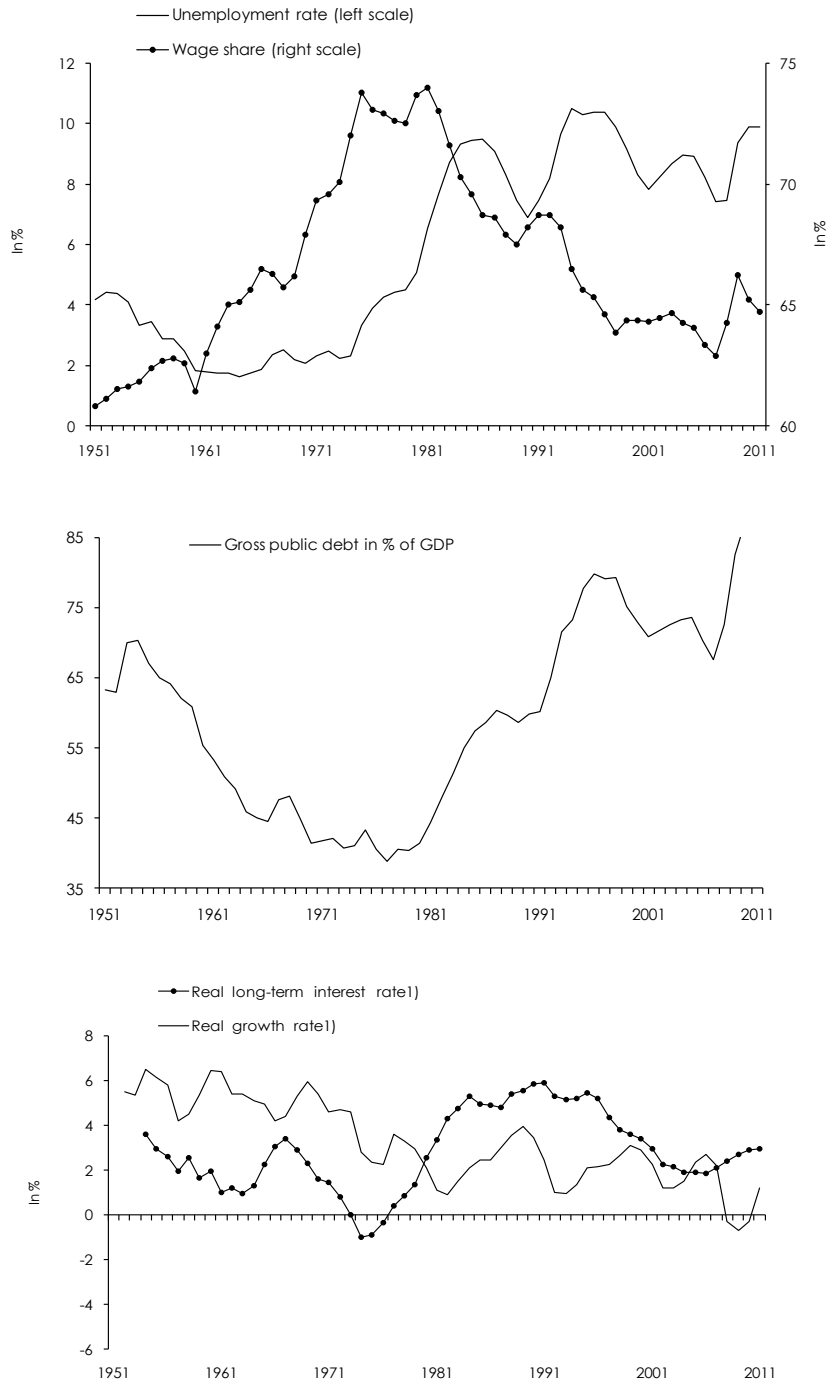 Unemployment rate (left scale)
Wage share (right scale)
12
10
8
6
4
2
0
In %
75
70
65
60
In %
1951 1961 1971 1981 1991 2001 2011
Gross public debt in % of GDP
85
75
65
55
45
35
1951 1961 1971 1981 1991 2001 2011
Real long-term interest rate1)
Real growth rate1)
8
6
4
2
0
-2
-4
-6
In %
1951 1961 1971 1981 1991 2001 2011